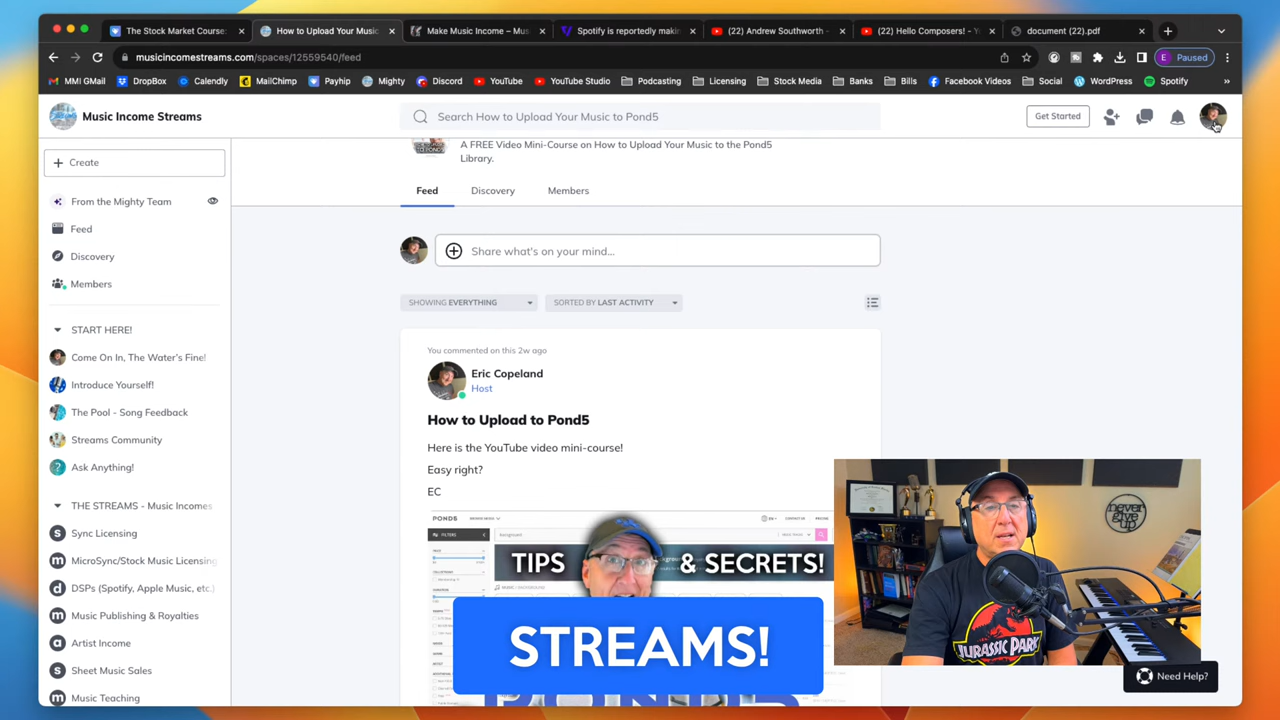 The Stock Market Course:
How to Upload Your Music
Make Music Income – Mus
Spotify is reportedly makin
(22) Andrew Southworth -
(22) Hello Composers! - Y
document (22).pdf
musicincomestreams.com/spaces/12559540/feed
E Paused
MMI GMail
DropBox
Calendly
MailChimp
Payhip
Mighty
Discord
YouTube
YouTube Studio
Podcasting
Licensing
Stock Media
Banks
Bills
Facebook Videos
Social
WordPress
Spotify
Music Income Streams
Search How to Upload Your Music to Pond5
Get Started
Create
From the Mighty Team
Feed
Discovery
Members
START HERE!
Come On In, The Water's Fine!
Introduce Yourself!
The Pool - Song Feedback
Streams Community
Ask Anything!
THE STREAMS - Music Incomes
Sync Licensing
MicroSync/Stock Music Licensing
DSPs (Spotify, Apple Music, etc.)
Music Publishing & Royalties
Artist Income
Sheet Music Sales
Music Teaching
A FREE Video Mini-Course on How to Upload Your Music to the Pond5
Library.
Feed
Discovery
Members
Share what's on your mind...
SHOWING EVERYTHING
SORTED BY LAST ACTIVITY
You commented on this 2w ago
Eric Copeland
Host
How to Upload to Pond5
Here is the YouTube video mini-course!
Easy right?
EC
POND5
FILTERS
TIPS & SECRETS!
STREAMS!
never
give
up
JURASSIC PARK
Need Help?